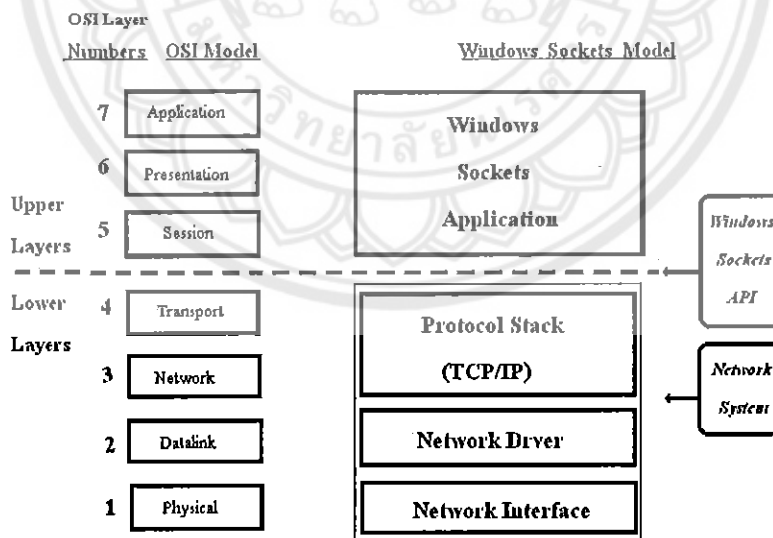 OSI Layer
Numbers OSI Model Windows Sockets Model
7 Application
6 Presentation
5 Session
Upper
Layers
Windows
Sockets
Application
Windows
Sockets
API
Lower
Layers
4 Transport
3 Network
2 Datalink
1 Physical
Protocol Stack
(TCP/IP)
Network Drver
Network Interface
Network
System